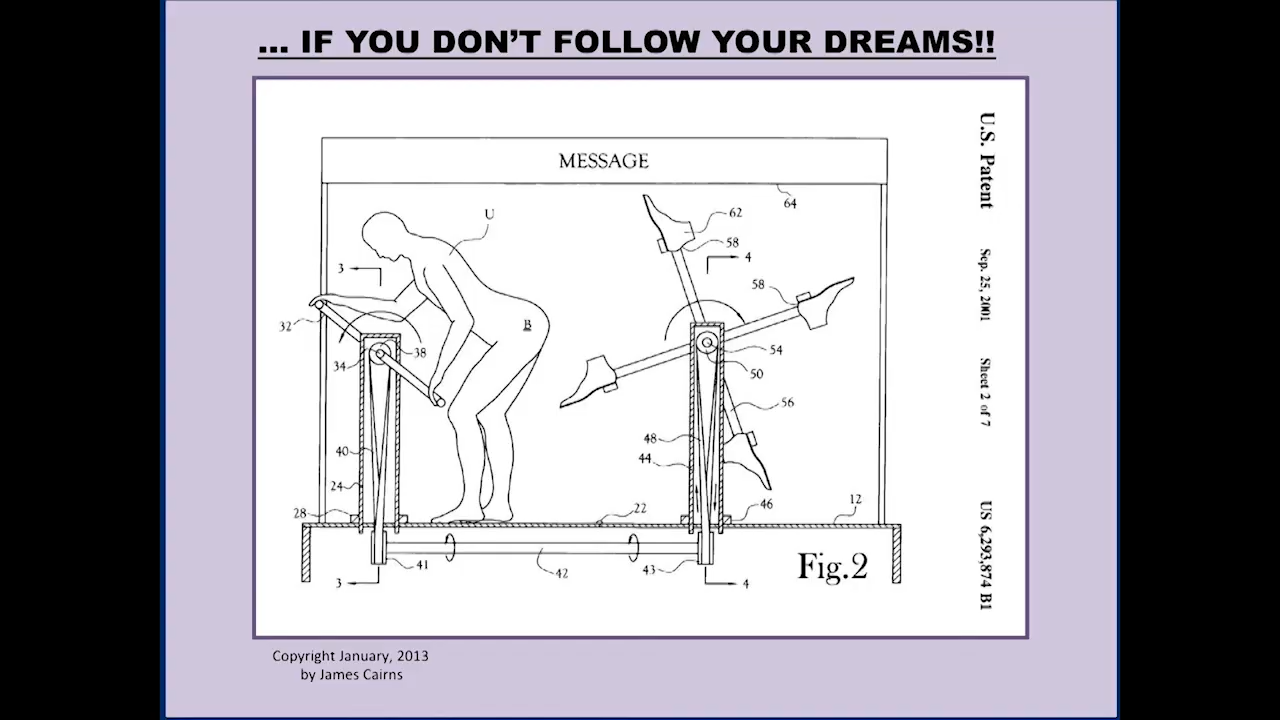 ... IF YOU DON'T FOLLOW YOUR DREAMS!!
MESSAGE
64
U
62
58
3
4
58
32
B
34
38
54
50
56
40
48
44
24
28
22
46
12
41
42
43
3
4
Fig.2
U.S. Patent
Sep. 25, 2001
Sheet 2 of 7
US 6,293,874 B1
Copyright January, 2013
by James Cairns